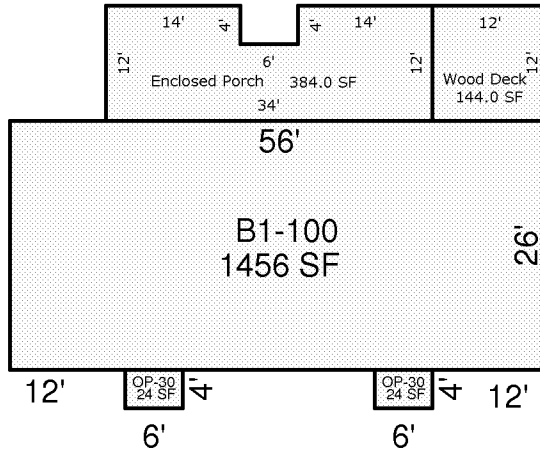 14' 4' 4' 14' 12'
12' 6' 12' 12'
Enclosed Porch 384.0 SF
Wood Deck
144.0 SF
34'
56'
B1-100
1456 SF
26'
OP-30
24 SF
4'
OP-30
24 SF
4'
12' 12'
6' 6'